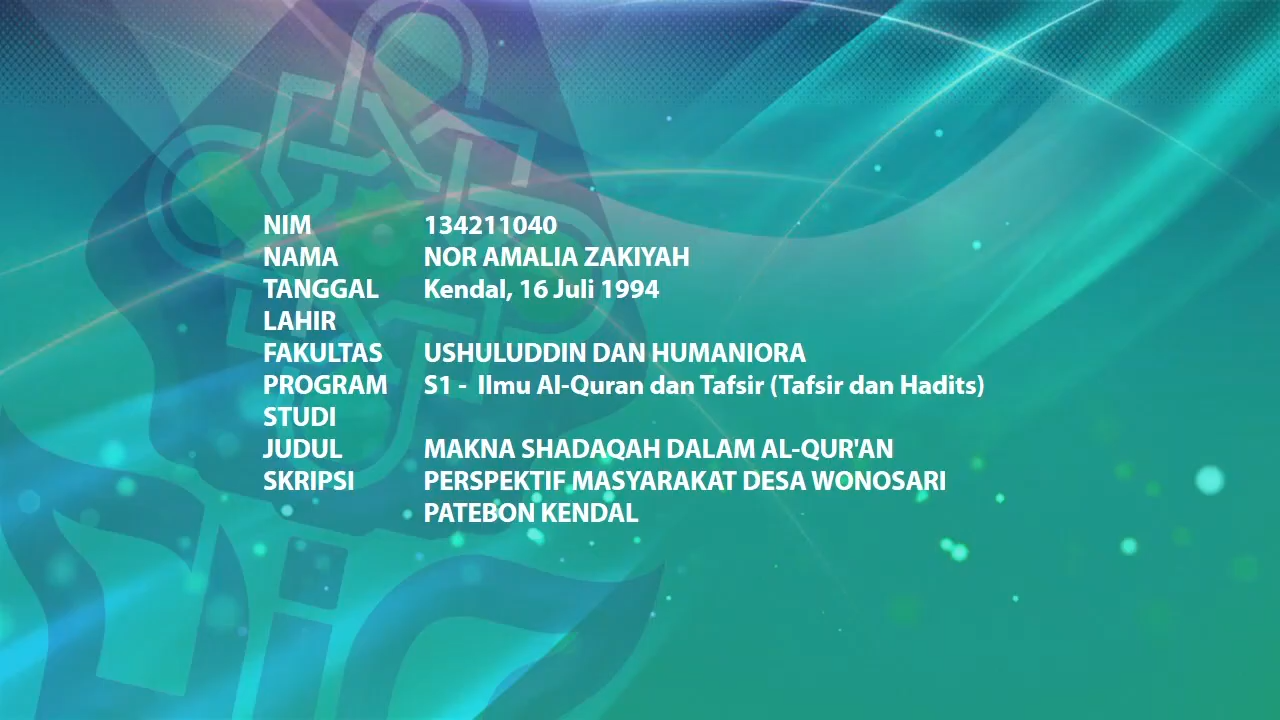 NIM 134211040
NAMA NOR AMALIA ZAKIYAH
TANGGAL Kendal, 16 Juli 1994
LAHIR
FAKULTAS USHULUDDIN DAN HUMANIORA
PROGRAM S1 - Ilmu Al-Quran dan Tafsir (Tafsir dan Hadits)
STUDI
JUDUL MAKNA SHADAQAH DALAM AL-QUR'AN
SKRIPSI PERSPEKTIF MASYARAKAT DESA WONOSARI
PATEBON KENDAL